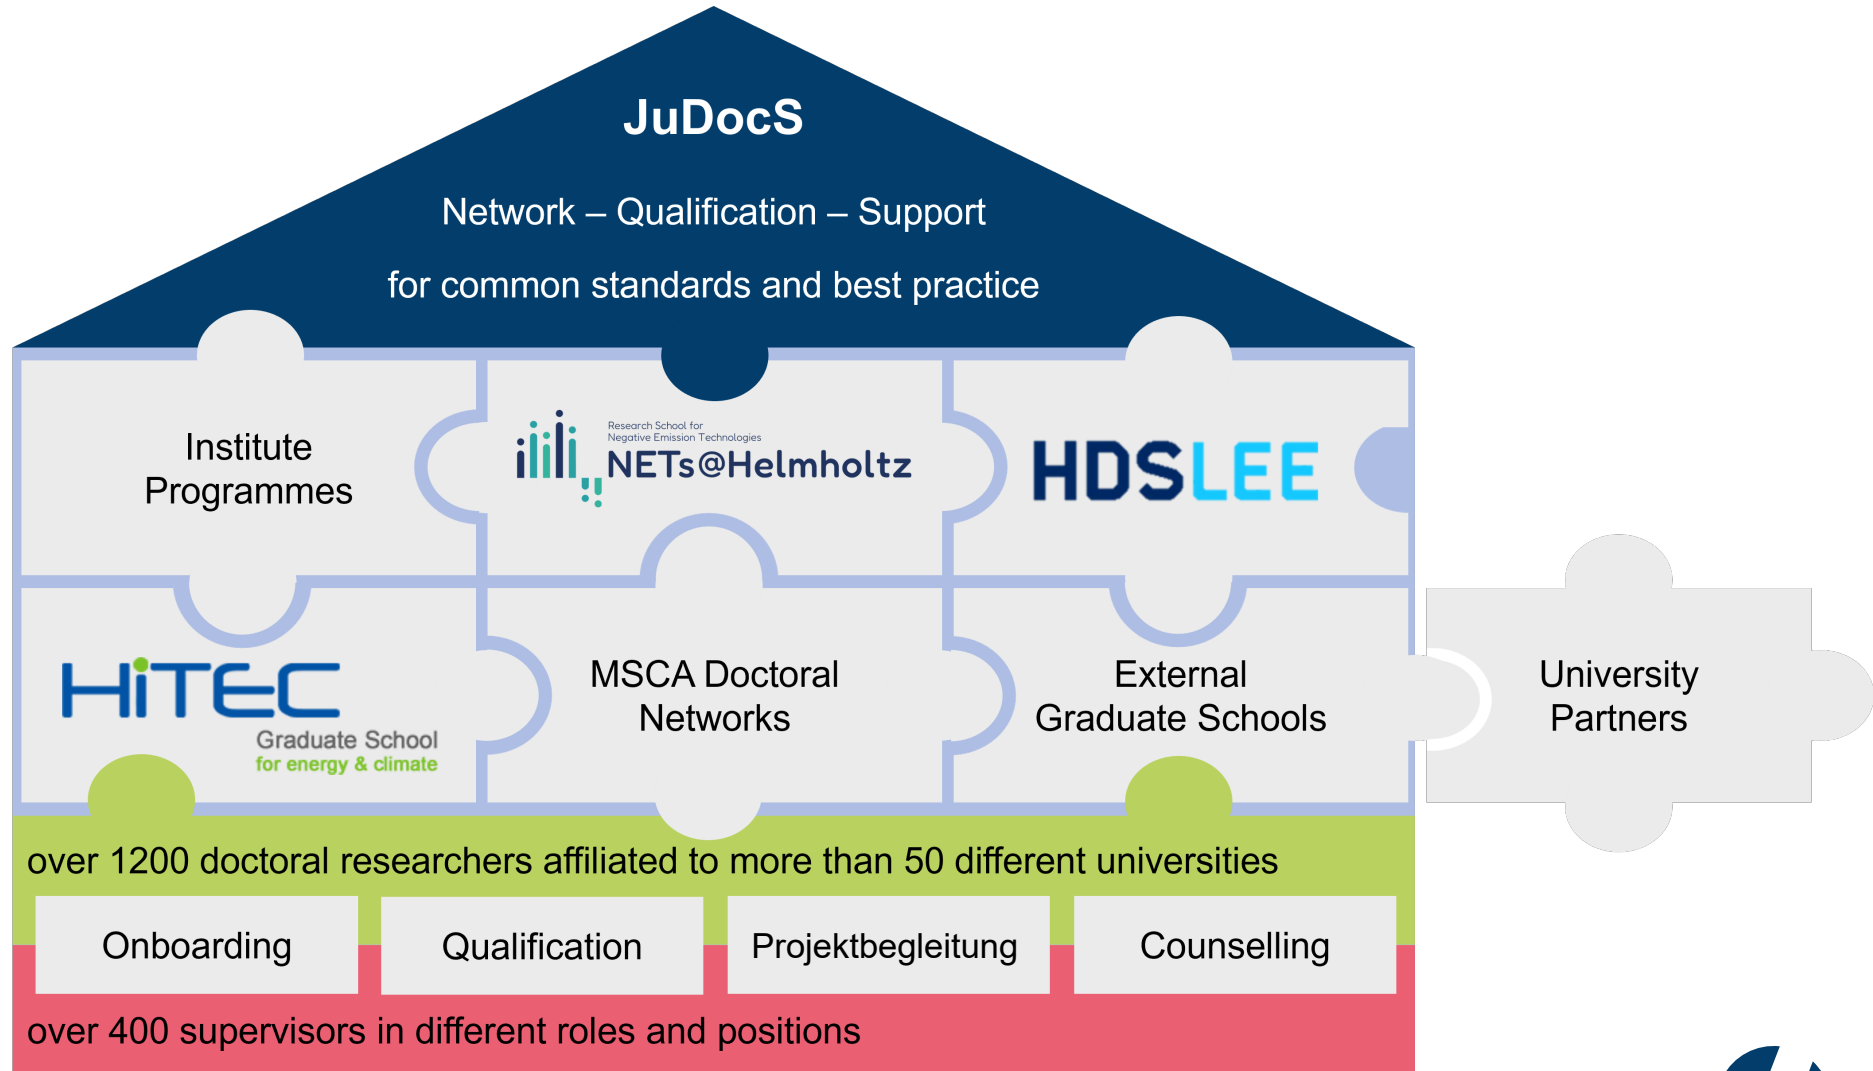 JuDocS
Network – Qualification – Support
for common standards and best practice
Institute
Programmes
Research School for
Negative Emission Technologies
NETs@Helmholtz
HDSLEE
HiTEC
Graduate School
for energy & climate
MSCA Doctoral
Networks
External
Graduate Schools
University
Partners
over 1200 doctoral researchers affiliated to more than 50 different universities
Onboarding
Qualification
Projektbegleitung
Counselling
over 400 supervisors in different roles and positions